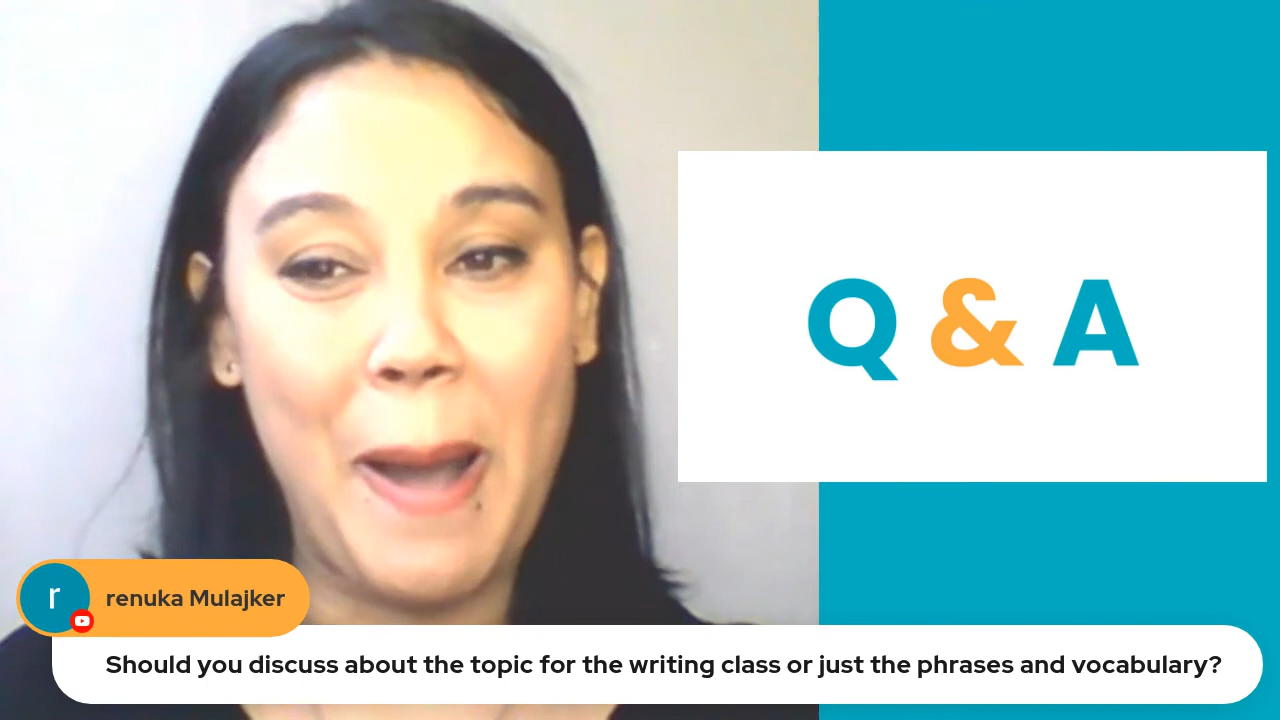 Q & A
r
renuka Mulajker
Should you discuss about the topic for the writing class or just the phrases and vocabulary?